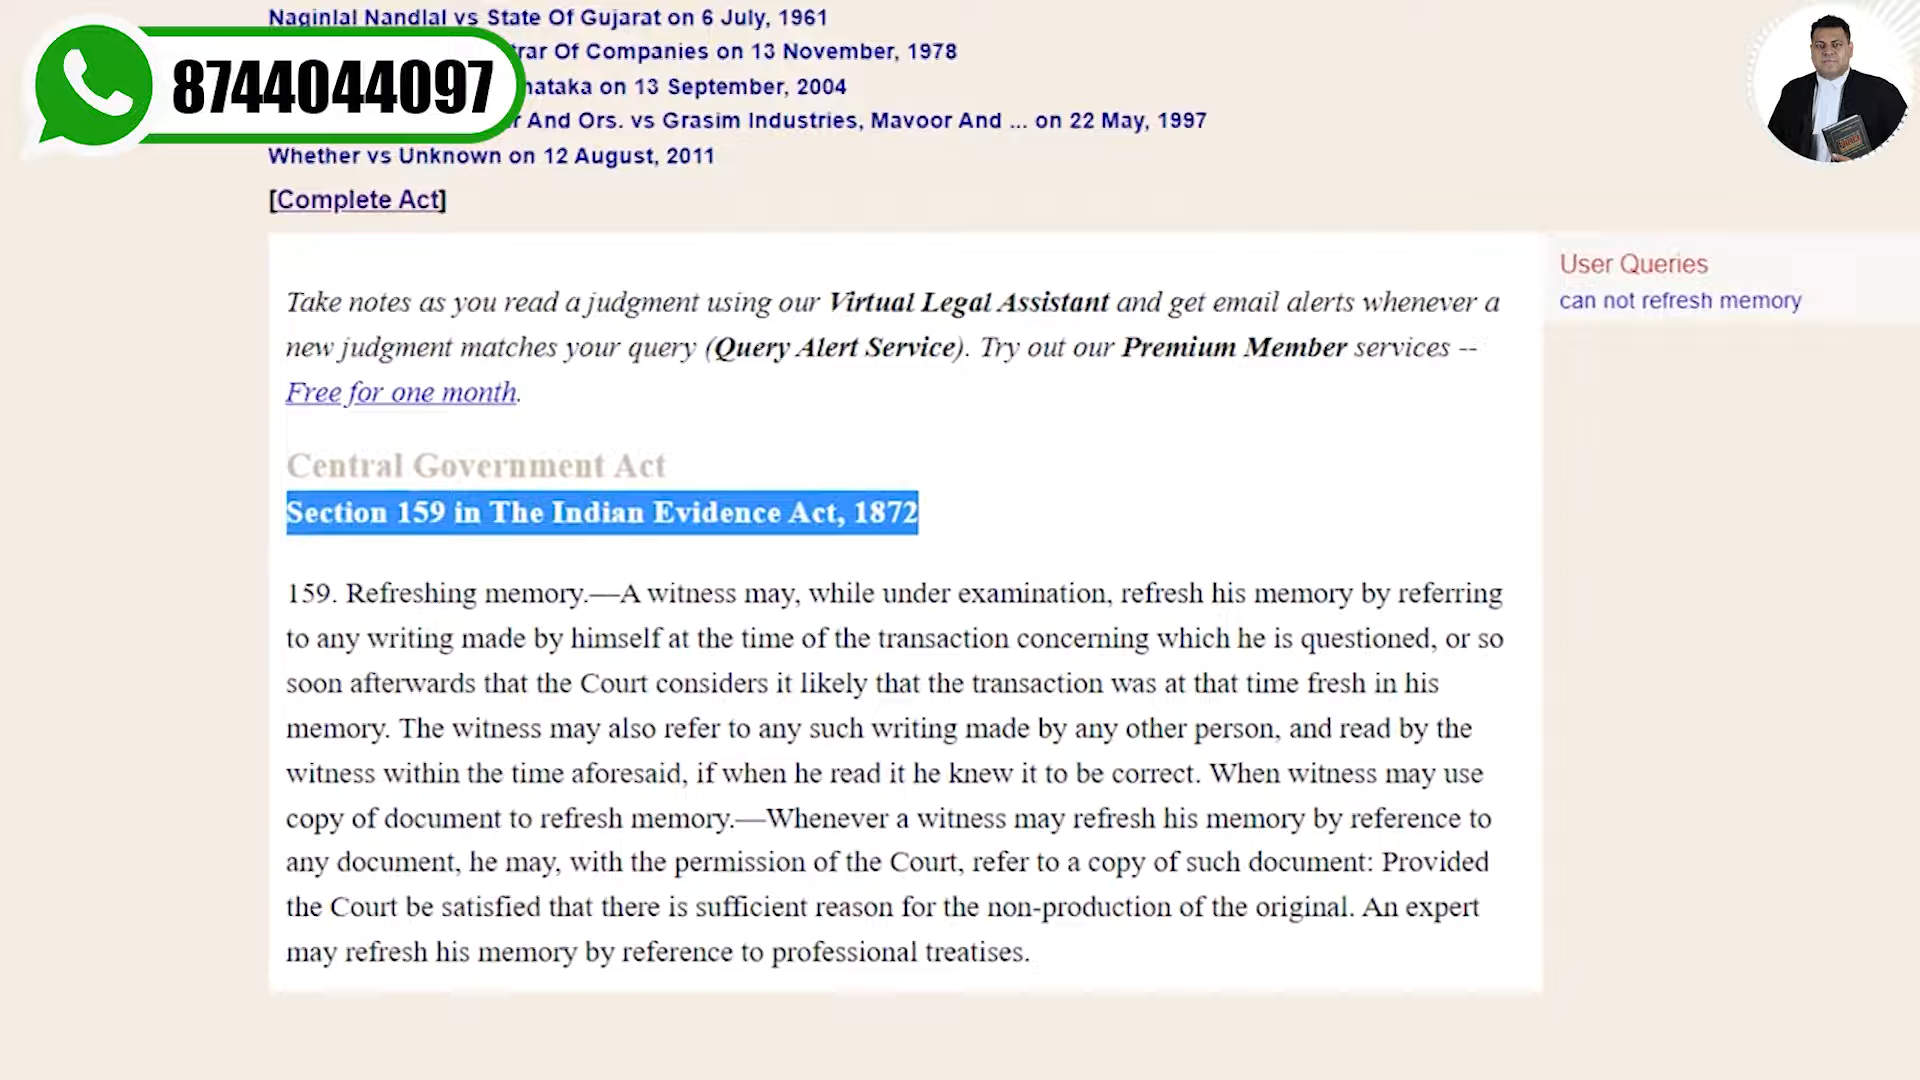 Naginlal Nandlal vs State Of Gujarat on 6 July, 1961
Of Companies on 13 November, 1978
8744044097
on 13 September, 2004
And Ors. vs Grasim Industries, Mavoor And ... on 22 May, 1997
Whether vs Unknown on 12 August, 2011
[Complete Act]
User Queries
can not refresh memory
Take notes as you read a judgment using our Virtual Legal Assistant and get email alerts whenever a
new judgment matches your query (Query Alert Service). Try out our Premium Member services --
Free for one month.
Central Government Act
Section 159 in The Indian Evidence Act, 1872
159. Refreshing memory.—A witness may, while under examination, refresh his memory by referring
to any writing made by himself at the time of the transaction concerning which he is questioned, or so
soon afterwards that the Court considers it likely that the transaction was at that time fresh in his
memory. The witness may also refer to any such writing made by any other person, and read by the
witness within the time aforesaid, if when he read it he knew it to be correct. When witness may use
copy of document to refresh memory.—Whenever a witness may refresh his memory by reference to
any document, he may, with the permission of the Court, refer to a copy of such document: Provided
the Court be satisfied that there is sufficient reason for the non-production of the original. An expert
may refresh his memory by reference to professional treatises.